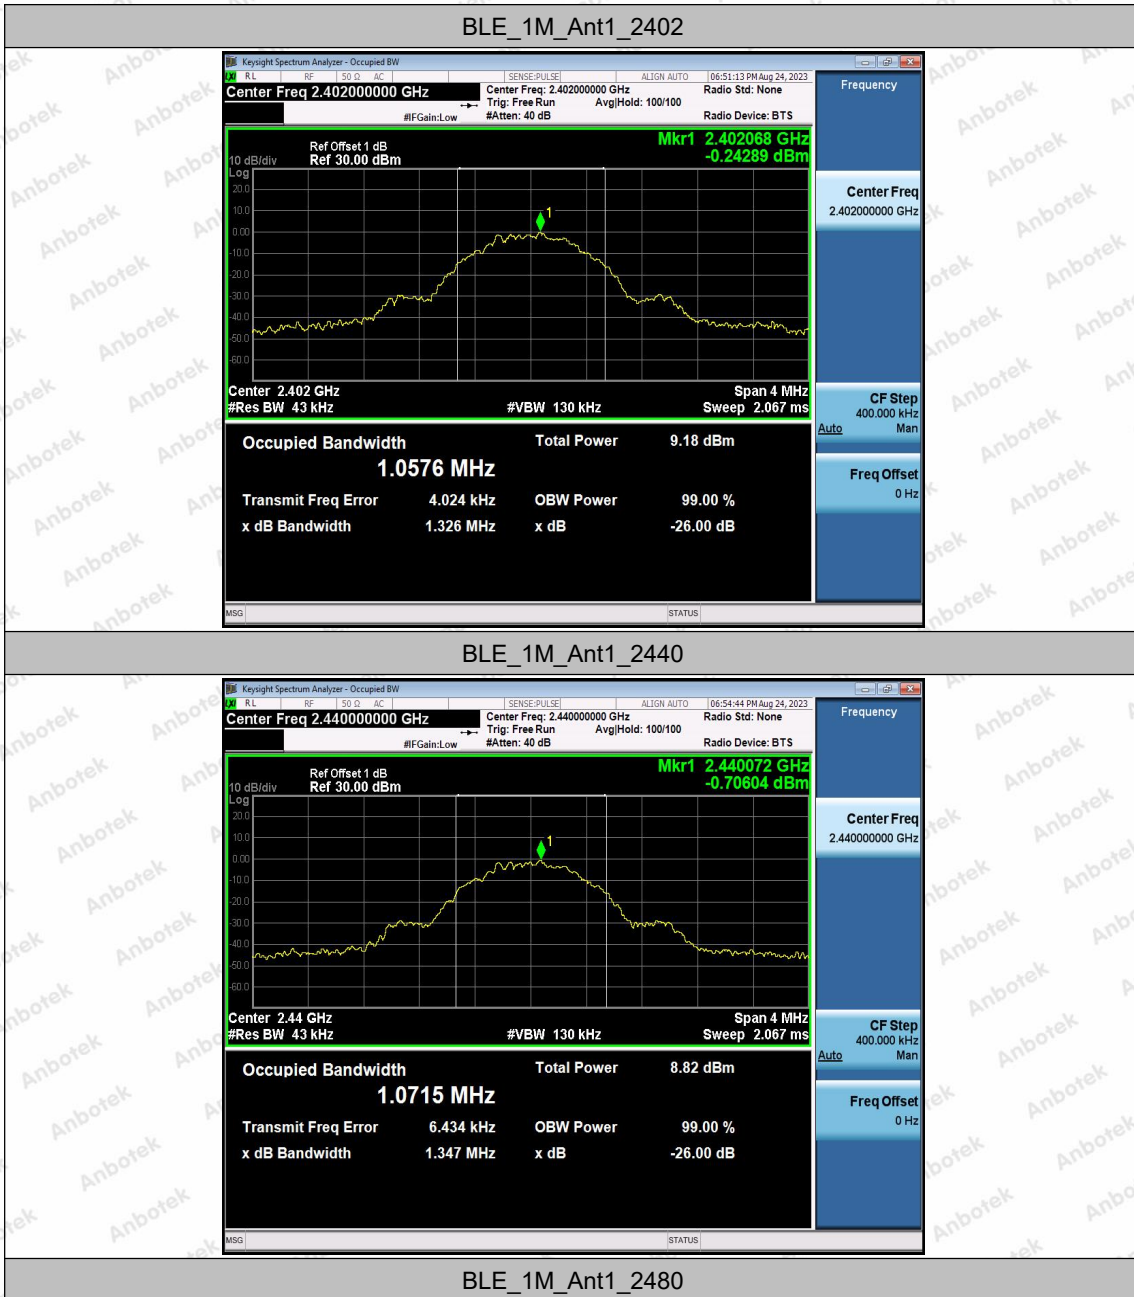 BLE_1M_Ant1_2402
Keysight Spectrum Analyzer - Occupied BW
LXI RL RF 50 Ω AC SENSE:PULSE ALIGN AUTO 06:51:13 PM Aug 24, 2023
Center Freq 2.402000000 GHz Center Freq: 2.402000000 GHz Radio Std: None
Trig: Free Run Avg|Hold: 100/100
#IFGain:Low #Atten: 40 dB Radio Device: BTS
Frequency
Mkr1 2.402068 GHz
-0.24289 dBm
Ref Offset 1 dB
10 dB/div Ref 30.00 dBm
Log
20.0
10.0
0.00
-10.0
-20.0
-30.0
-50.0
-60.0
1
Center 2.402 GHz Span 4 MHz
#Res BW 43 kHz #VBW 130 kHz Sweep 2.067 ms
Center Freq
2.402000000 GHz
CF Step
400.000 kHz
Auto Man
Freq Offset
0 Hz
Occupied Bandwidth Total Power 9.18 dBm
1.0576 MHz
Transmit Freq Error 4.024 kHz OBW Power 99.00 %
x dB Bandwidth 1.326 MHz x dB -26.00 dB
MSG STATUS
BLE_1M_Ant1_2440
Keysight Spectrum Analyzer - Occupied BW
LXI RL RF 50 Ω AC SENSE:PULSE ALIGN AUTO 06:54:44 PM Aug 24, 2023
Center Freq 2.440000000 GHz Center Freq: 2.440000000 GHz Radio Std: None
Trig: Free Run Avg|Hold: 100/100
#IFGain:Low #Atten: 40 dB Radio Device: BTS
Frequency
Mkr1 2.440072 GHz
-0.70604 dBm
Ref Offset 1 dB
10 dB/div Ref 30.00 dBm
Log
20.0
10.0
0.00
-10.0
-20.0
-30.0
-40.0
-50.0
-60.0
1
Center 2.44 GHz Span 4 MHz
#Res BW 43 kHz #VBW 130 kHz Sweep 2.067 ms
Center Freq
2.440000000 GHz
CF Step
400.000 kHz
Auto Man
Freq Offset
0 Hz
Occupied Bandwidth Total Power 8.82 dBm
1.0715 MHz
Transmit Freq Error 6.434 kHz OBW Power 99.00 %
x dB Bandwidth 1.347 MHz x dB -26.00 dB
MSG STATUS
BLE_1M_Ant1_2480
Anbotek